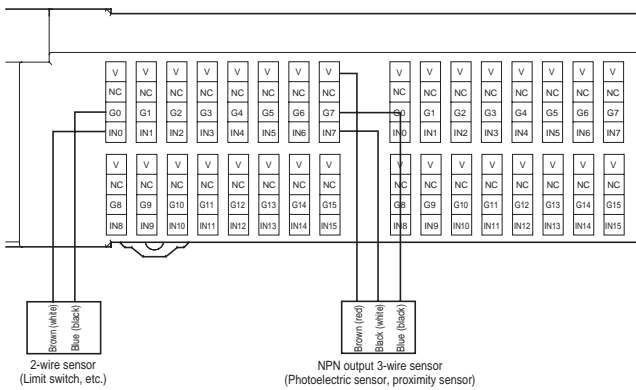 V V V V V V V V V V V V V V V V
NC NC NC NC NC NC NC NC NC NC NC NC NC NC NC NC
G0 G1 G2 G3 G4 G5 G6 G7 G0 G1 G2 G3 G4 G5 G6 G7
IN0 IN1 IN2 IN3 IN4 IN5 IN6 IN7 IN0 IN1 IN2 IN3 IN4 IN5 IN6 IN7
V V V V V V V V V V V V V V V V
NC NC NC NC NC NC NC NC NC NC NC NC NC NC NC NC
G8 G9 G10 G11 G12 G13 G14 G15 G8 G9 G10 G11 G12 G13 G14 G15
IN8 IN9 IN10 IN11 IN12 IN13 IN14 IN15 IN8 IN9 IN10 IN11 IN12 IN13 IN14 IN15
Brown (white)
Blue (black)
2-wire sensor
(Limit switch, etc.)
Brown (red)
Black (white)
Blue (black)
NPN output 3-wire sensor
(Photoelectric sensor, proximity sensor)